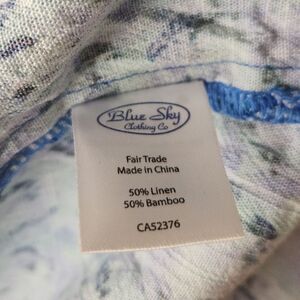 Blue Sky
Clothing Co
Fair Trade
Made in China
50% Linen
50% Bamboo
CA52376